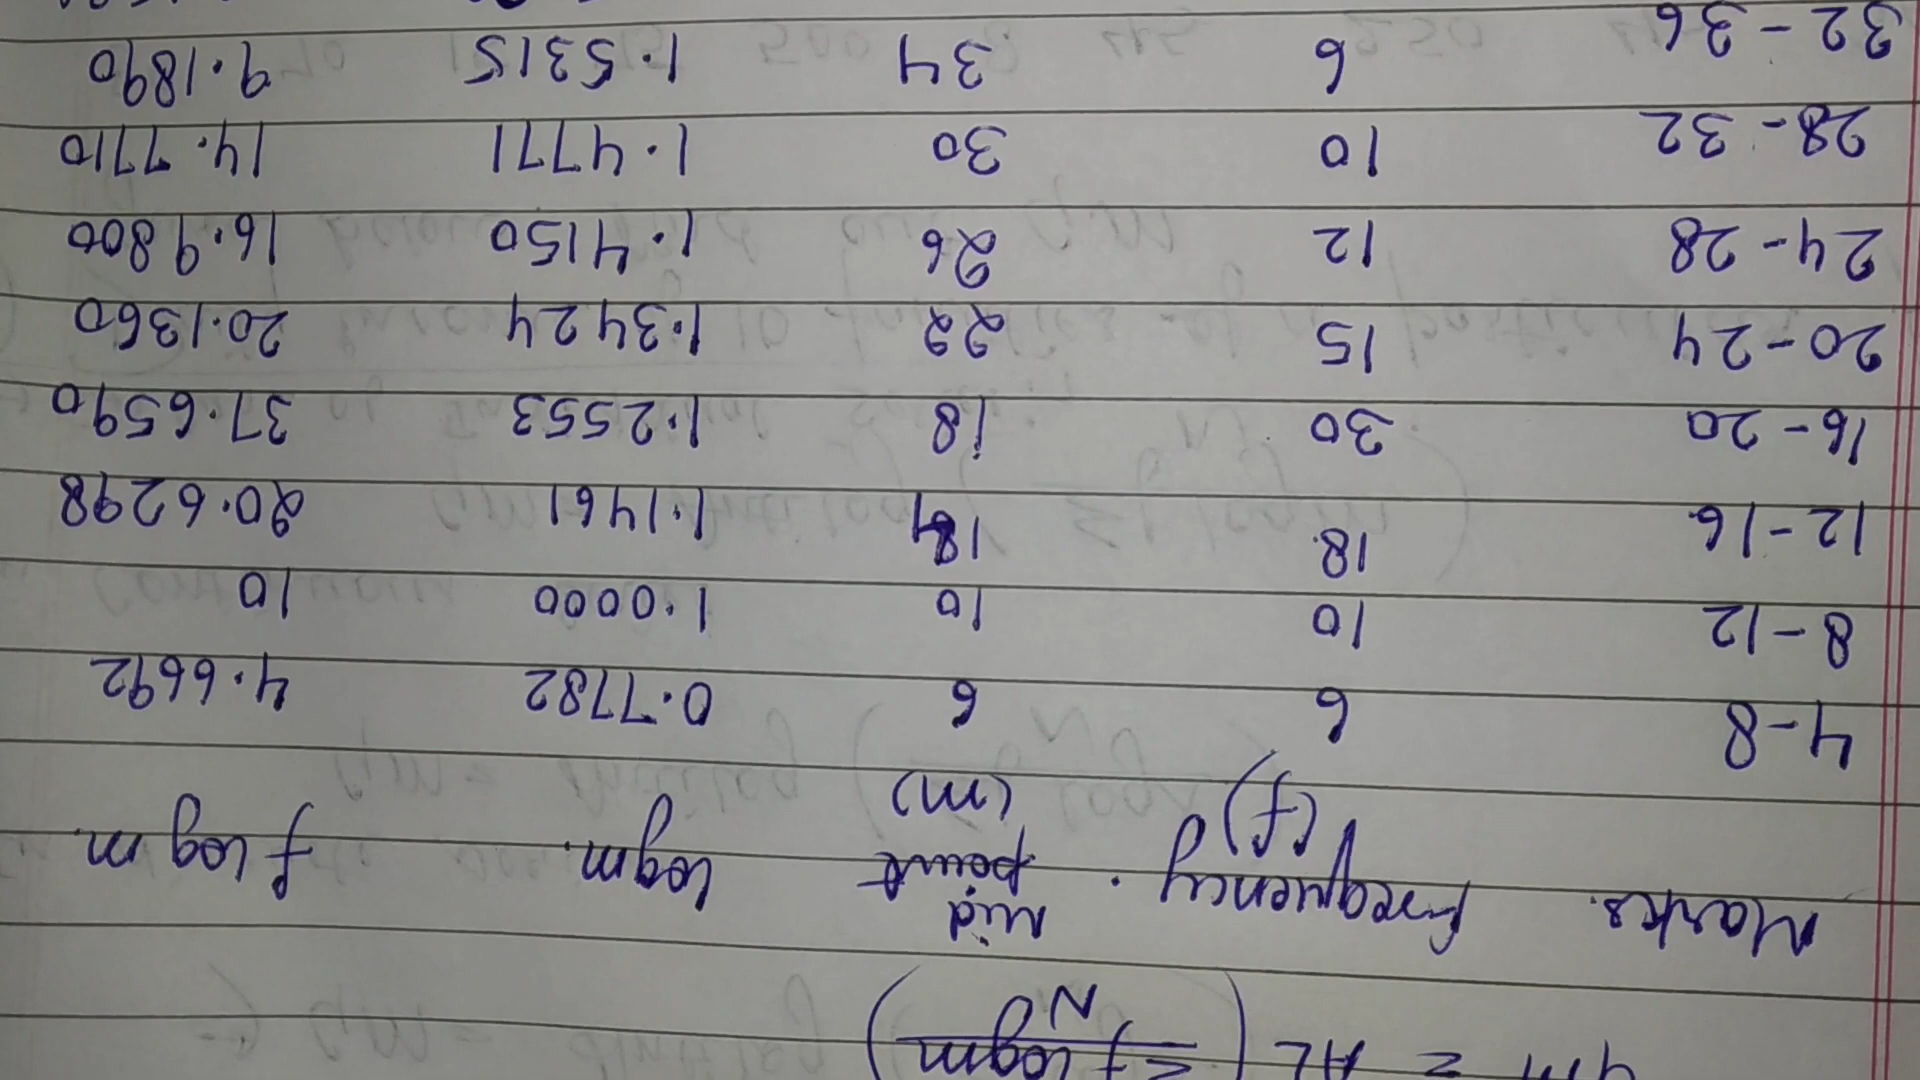 GM = AL (Σ f log m / N)
Marks. Frequency. (f) Mid point (m) logm. f log m.
4-8 6 6 0.7782 4.6692
8-12 10 10 1.0000 10
12-16 18 14 1.1461 20.6298
16-20 30 18 1.2553 37.6590
20-24 15 22 1.3424 20.1360
24-28 12 26 1.4150 16.9800
28-32 10 30 1.4771 14.7710
32-36 6 34 1.5315 9.1890